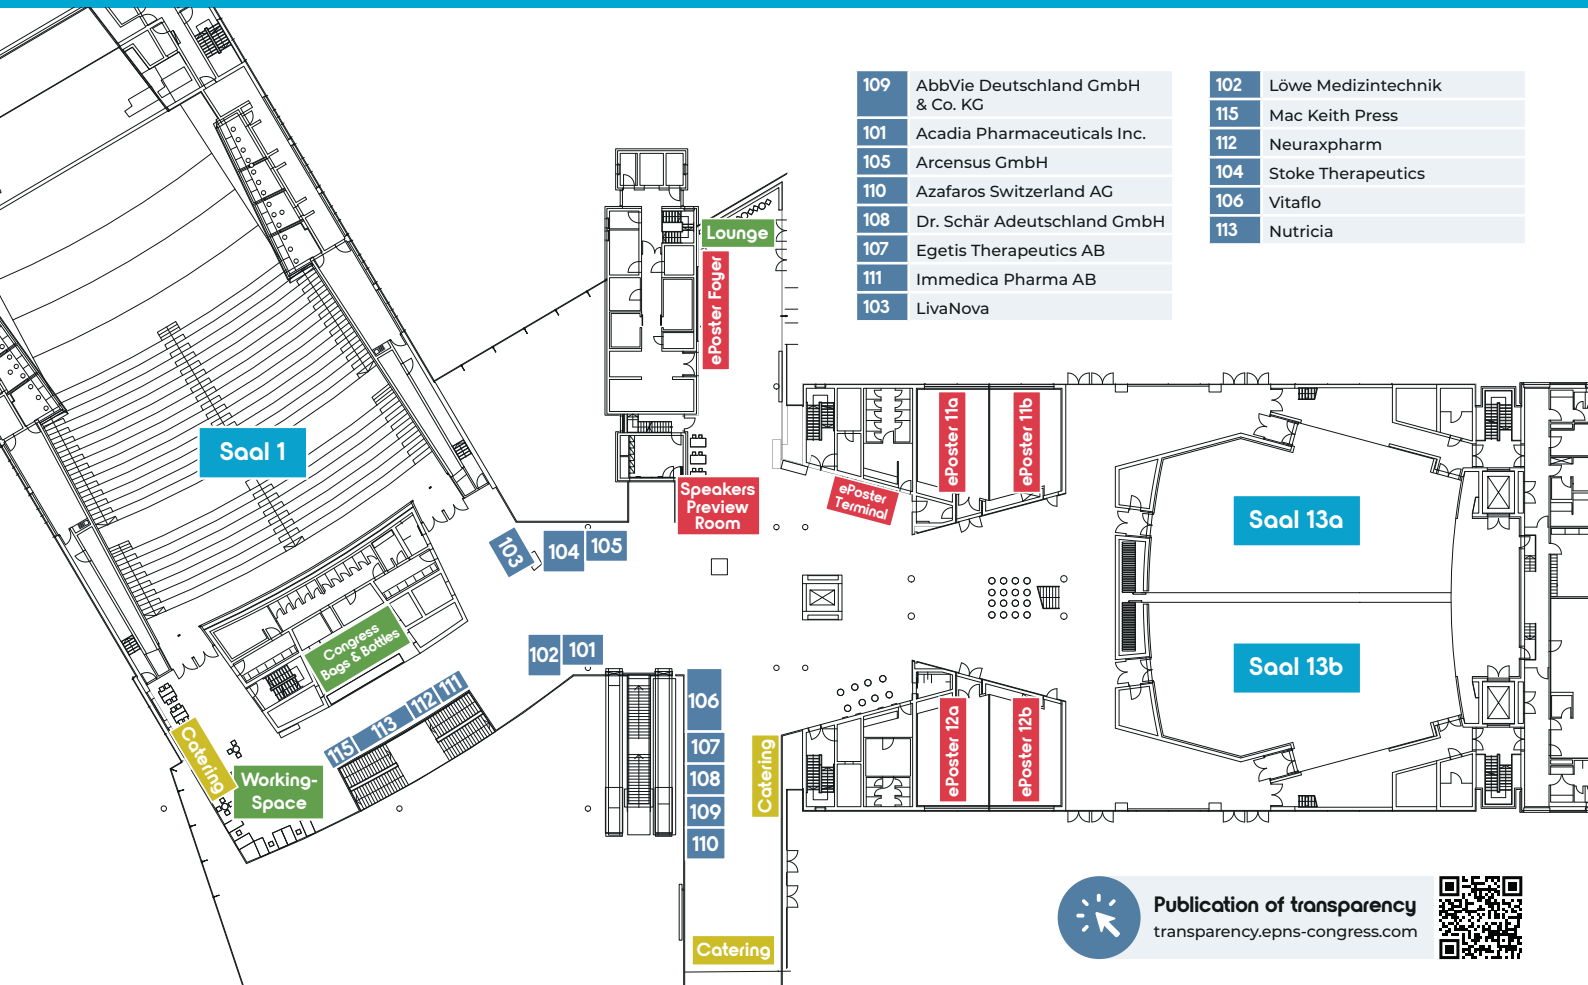 109 AbbVie Deutschland GmbH
& Co. KG
101 Acadia Pharmaceuticals Inc.
105 Arcensus GmbH
110 Azafaros Switzerland AG
108 Dr. Schär Adeutschland GmbH
107 Egetis Therapeutics AB
111 Immedica Pharma AB
103 LivaNova
102 Löwe Medizintechnik
115 Mac Keith Press
112 Neuraxpharm
104 Stoke Therapeutics
106 Vitaflo
113 Nutricia
Lounge
ePoster Foyer
Saal 1
Speakers
Preview
Room
ePoster
Terminal
ePoster 11a
ePoster 11b
Saal 13a
103
104
105
Congress
Bags & Bottles
102
101
Saal 13b
115
113
112
111
106
107
108
109
110
ePoster 12a
ePoster 12b
Catering
Working-
Space
Catering
Catering
Publication of transparency
transparency.epns-congress.com